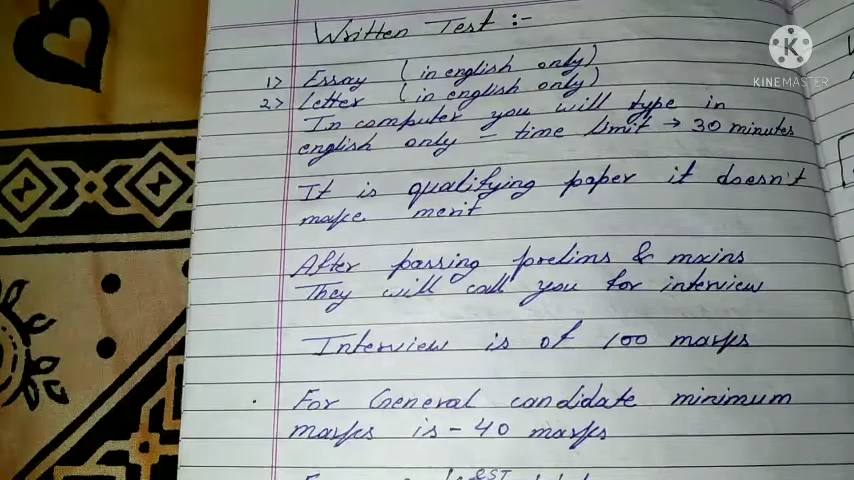 Written Test :-
1> Essay (in english only)
2> Letter (in english only)
In computer you will type in
english only - time limit → 30 minutes
It is qualifying paper it doesn't
make merit
After passing prelims & mains
They will call you for interview
Interview is of 100 marks
For General candidate minimum
marks is - 40 marks
&ST
KINEMASTER